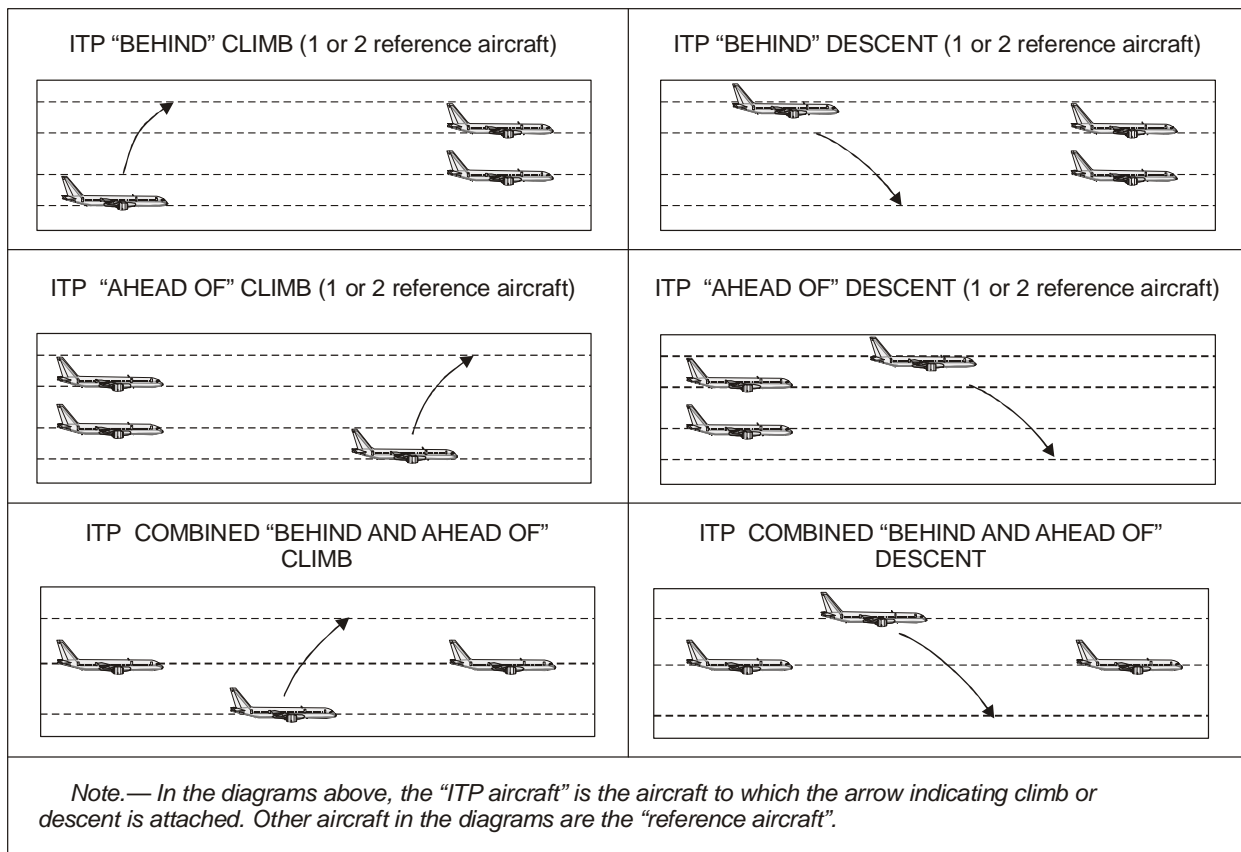 ITP “BEHIND” CLIMB (1 or 2 reference aircraft)
ITP “BEHIND” DESCENT (1 or 2 reference aircraft)
ITP “AHEAD OF” CLIMB (1 or 2 reference aircraft)
ITP “AHEAD OF” DESCENT (1 or 2 reference aircraft)
ITP COMBINED “BEHIND AND AHEAD OF”
CLIMB
ITP COMBINED “BEHIND AND AHEAD OF”
DESCENT
Note.— In the diagrams above, the “ITP aircraft” is the aircraft to which the arrow indicating climb or
descent is attached. Other aircraft in the diagrams are the “reference aircraft”.